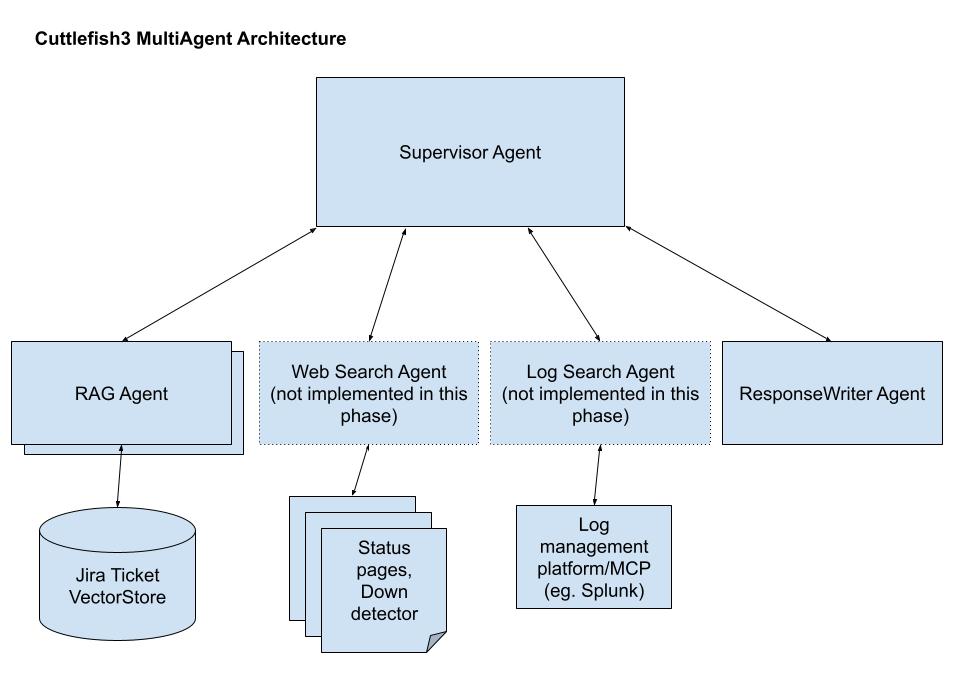 Cuttlefish3 MultiAgent Architecture
Supervisor Agent
RAG Agent
Web Search Agent
(not implemented in this
phase)
Log Search Agent
(not implemented in this
phase)
ResponseWriter Agent
Jira Ticket
VectorStore
Status
pages,
Down
detector
Log
management
platform/MCP
(eg. Splunk)